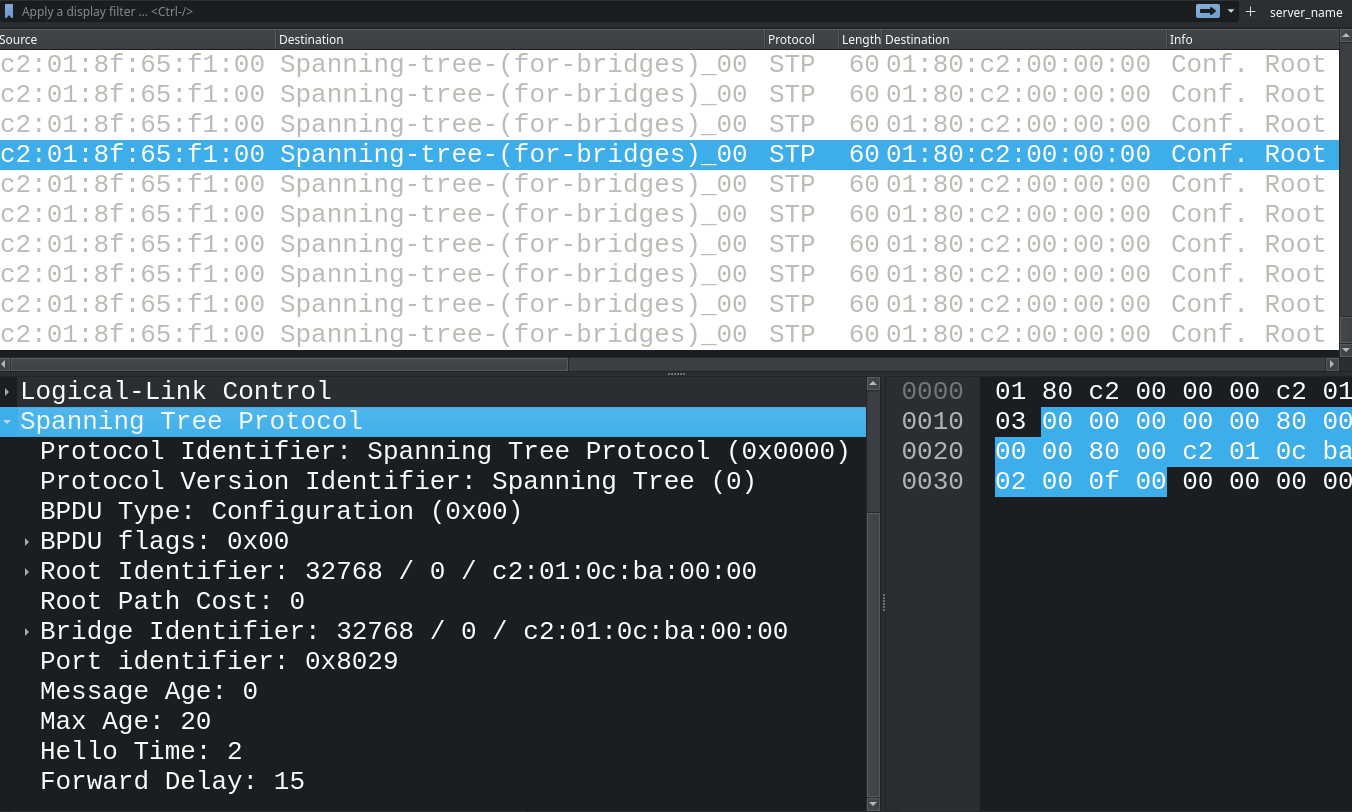 Apply a display filter ... <Ctrl-/> + server_name
Source Destination Protocol Length Destination Info
c2:01:8f:65:f1:00 Spanning-tree-(for-bridges)_00 STP 60 01:80:c2:00:00:00 Conf. Root
c2:01:8f:65:f1:00 Spanning-tree-(for-bridges)_00 STP 60 01:80:c2:00:00:00 Conf. Root
c2:01:8f:65:f1:00 Spanning-tree-(for-bridges)_00 STP 60 01:80:c2:00:00:00 Conf. Root
c2:01:8f:65:f1:00 Spanning-tree-(for-bridges)_00 STP 60 01:80:c2:00:00:00 Conf. Root
c2:01:8f:65:f1:00 Spanning-tree-(for-bridges)_00 STP 60 01:80:c2:00:00:00 Conf. Root
c2:01:8f:65:f1:00 Spanning-tree-(for-bridges)_00 STP 60 01:80:c2:00:00:00 Conf. Root
c2:01:8f:65:f1:00 Spanning-tree-(for-bridges)_00 STP 60 01:80:c2:00:00:00 Conf. Root
c2:01:8f:65:f1:00 Spanning-tree-(for-bridges)_00 STP 60 01:80:c2:00:00:00 Conf. Root
c2:01:8f:65:f1:00 Spanning-tree-(for-bridges)_00 STP 60 01:80:c2:00:00:00 Conf. Root
c2:01:8f:65:f1:00 Spanning-tree-(for-bridges)_00 STP 60 01:80:c2:00:00:00 Conf. Root
Logical-Link Control
Spanning Tree Protocol
Protocol Identifier: Spanning Tree Protocol (0x0000)
Protocol Version Identifier: Spanning Tree (0)
BPDU Type: Configuration (0x00)
BPDU flags: 0x00
Root Identifier: 32768 / 0 / c2:01:0c:ba:00:00
Root Path Cost: 0
Bridge Identifier: 32768 / 0 / c2:01:0c:ba:00:00
Port identifier: 0x8029
Message Age: 0
Max Age: 20
Hello Time: 2
Forward Delay: 15
0000 01 80 c2 00 00 00 c2 01
0010 03 00 00 00 00 00 80 00
0020 00 00 80 00 c2 01 0c ba
0030 02 00 0f 00 00 00 00 00